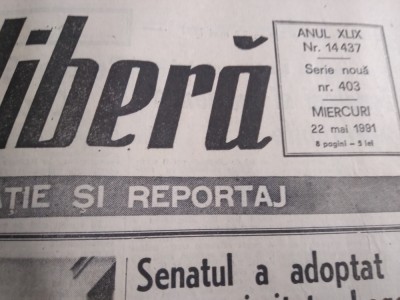 liberă
ANUL XLIX
Nr. 14437
Serie nouă
nr. 403
MIERCURI
22 mai 1991
8 pagini – 5 lei
ȚIE ȘI REPORTAJ
Senatul a adoptat